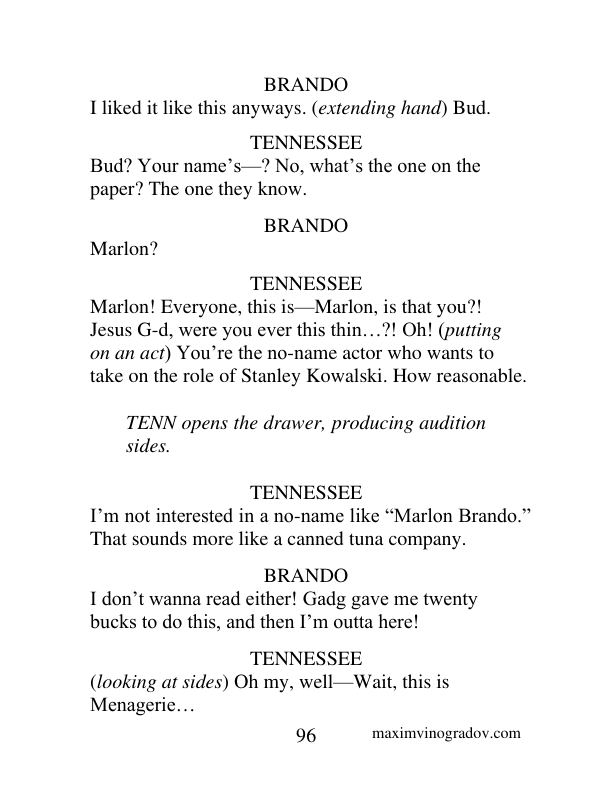 BRANDO
I liked it like this anyways. (extending hand) Bud.
TENNESSEE
Bud? Your name’s—? No, what’s the one on the
paper? The one they know.
BRANDO
Marlon?
TENNESSEE
Marlon! Everyone, this is—Marlon, is that you?!
Jesus G-d, were you ever this thin…?! Oh! (putting
on an act) You’re the no-name actor who wants to
take on the role of Stanley Kowalski. How reasonable.
TENN opens the drawer, producing audition
sides.
TENNESSEE
I’m not interested in a no-name like “Marlon Brando.”
That sounds more like a canned tuna company.
BRANDO
I don’t wanna read either! Gadg gave me twenty
bucks to do this, and then I’m outta here!
TENNESSEE
(looking at sides) Oh my, well—Wait, this is
Menagerie…
96 maximvinogradov.com